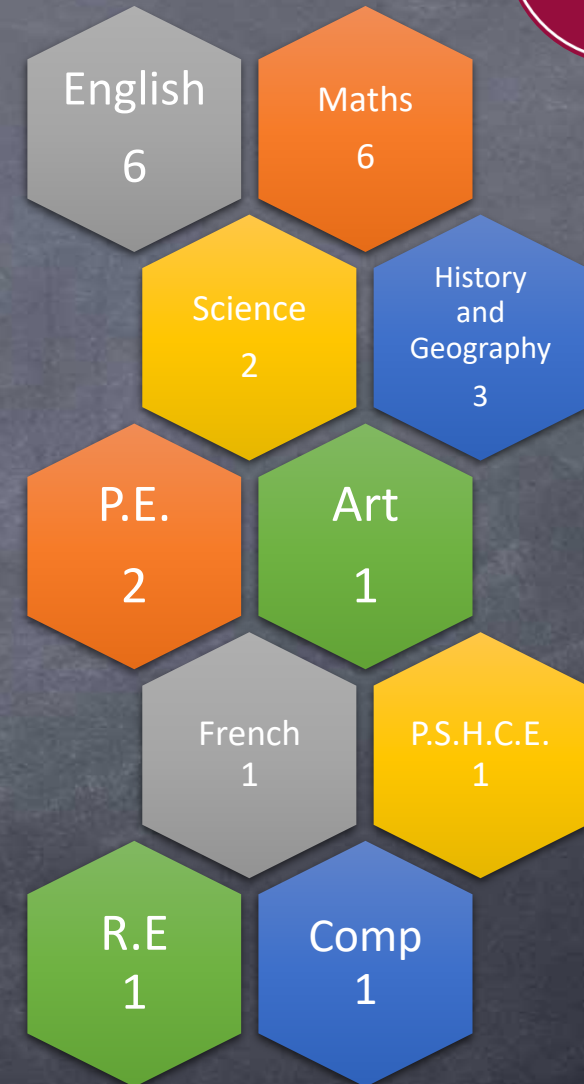 English
6
Maths
6
Science
2
History
and
Geography
3
P.E.
2
Art
1
French
1
P.S.H.C.E.
1
R.E
1
Comp
1